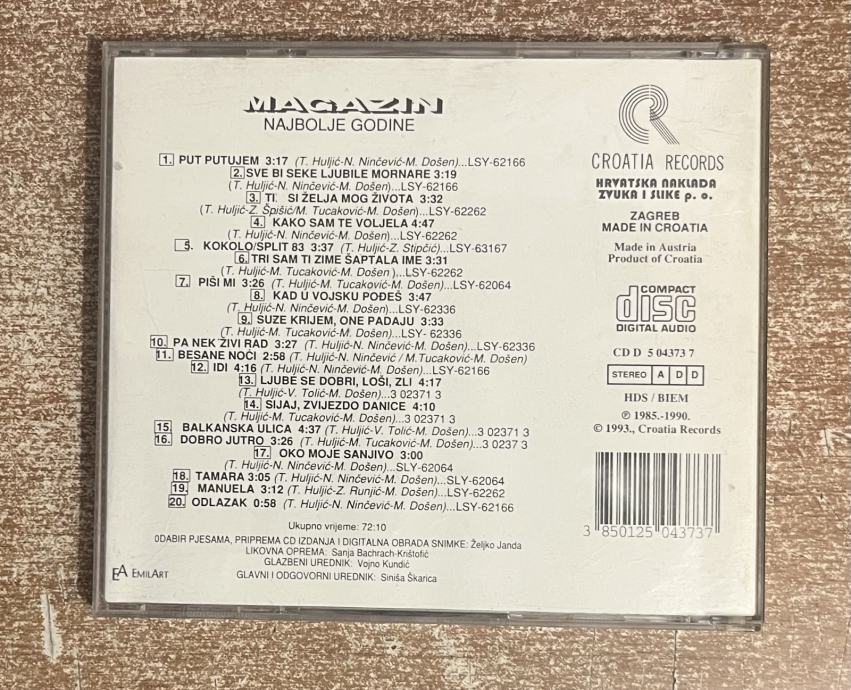 MAGAZIN
NAJBOLJE GODINE
1. PUT PUTUJEM 3:17 (T. Huljić-N. Ninčević-M. Došen)...LSY-62166
2. SVE BI SEKE LJUBILE MORNARE 3:19
(T. Huljić-N. Ninčević-M. Došen)...LSY-62166
3. TI SI ŽELJA MOG ŽIVOTA 3:32
(T. Huljić-Z. Špišić/M. Tucaković-M. Došen)...LSY-62262
4. KAKO SAM TE VOLJELA 4:47
(T. Huljić-N. Ninčević-M. Došen)...LSY-62262
5. KOKOLO/SPLIT 83 3:37 (T. Huljić-Z. Stipčić)...LSY-63167
6. TRI SAM TI ZIME ŠAPTALA IME 3:31
(T. Huljić-M. Tucaković-M. Došen)...LSY-62262
7. PIŠI MI 3:26 (T. Huljić-M. Tucaković-M. Došen)...LSY-62064
8. KAD U VOJSKU POĐEŠ 3:47
(T. Huljić-N. Ninčević-M. Došen)...LSY-62336
9. SUZE KRIJEM, ONE PADAJU 3:33
(T. Huljić-M. Tucaković-M. Došen)...LSY- 62336
10. PA NEK ŽIVI RAD 3:27 (T. Huljić-N. Ninčević-M. Došen)...LSY-62336
11. BESANE NOĆI 2:58 (T. Huljić-N. Ninčević / M.Tucaković-M. Došen)
12. IDI 4:16 (T. Huljić-N. Ninčević-M. Došen)...LSY-62166
13. LJUBE SE DOBRI, LOŠI, ZLI 4:17
(T. Huljić-V. Tolić-M. Došen)...3 02371 3
14. SIJAJ, ZVIJEZDO DANICE 4:10
(T. Huljić-M. Tucaković-M. Došen)...3 02371 3
15. BALKANSKA ULICA 4:37 (T. Huljić-V. Tolić-M. Došen)...3 02371 3
16. DOBRO JUTRO 3:26 (T. Huljić-M. Tucaković-M. Došen)...3 0237 3
17. OKO MOJE SANJIVO 3:00
(T. Huljić-N. Ninčević-M. Došen)...SLY-62064
18. TAMARA 3:05 (T. Huljić-N. Ninčević-M. Došen)...SLY-62064
19. MANUELA 3:12 (T. Huljić-Z. Runjić-M. Došen)...LSY-62262
20. ODLAZAK 0:58 (T. Huljić-N. Ninčević-M. Došen)...LSY-62166
Ukupno vrijeme: 72:10
ODABIR PJESAMA, PRIPREMA CD IZDANJA I DIGITALNA OBRADA SNIMKE: Željko Janda
LIKOVNA OPREMA: Sanja Bachrach-Krištofić
GLAZBENI UREDNIK: Vojno Kundić
GLAVNI I ODGOVORNI UREDNIK: Siniša Škarica
EA EMILART
CROATIA RECORDS
HRVATSKA NAKLADA
ZVUKA I SLIKE p. o.
ZAGREB
MADE IN CROATIA
Made in Austria
Product of Croatia
COMPACT
disc
DIGITAL AUDIO
CD D 5 04373 7
STEREO A D D
HDS / BIEM
℗ 1985.-1990.
© 1993., Croatia Records
3 850125 043737